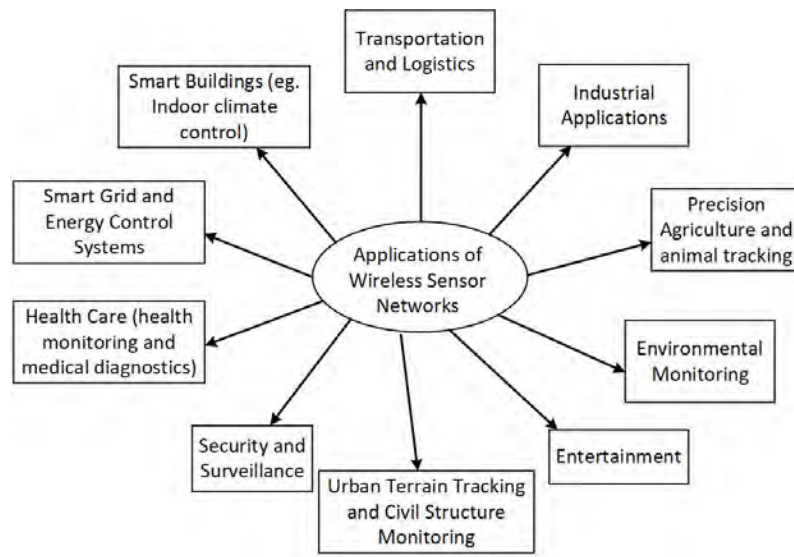 Transportation
and Logistics
Smart Buildings (eg.
Indoor climate
control)
Industrial
Applications
Smart Grid and
Energy Control
Systems
Precision
Agriculture and
animal tracking
Applications of
Wireless Sensor
Networks
Health Care (health
monitoring and
medical diagnostics)
Environmental
Monitoring
Security and
Surveillance
Entertainment
Urban Terrain Tracking
and Civil Structure
Monitoring